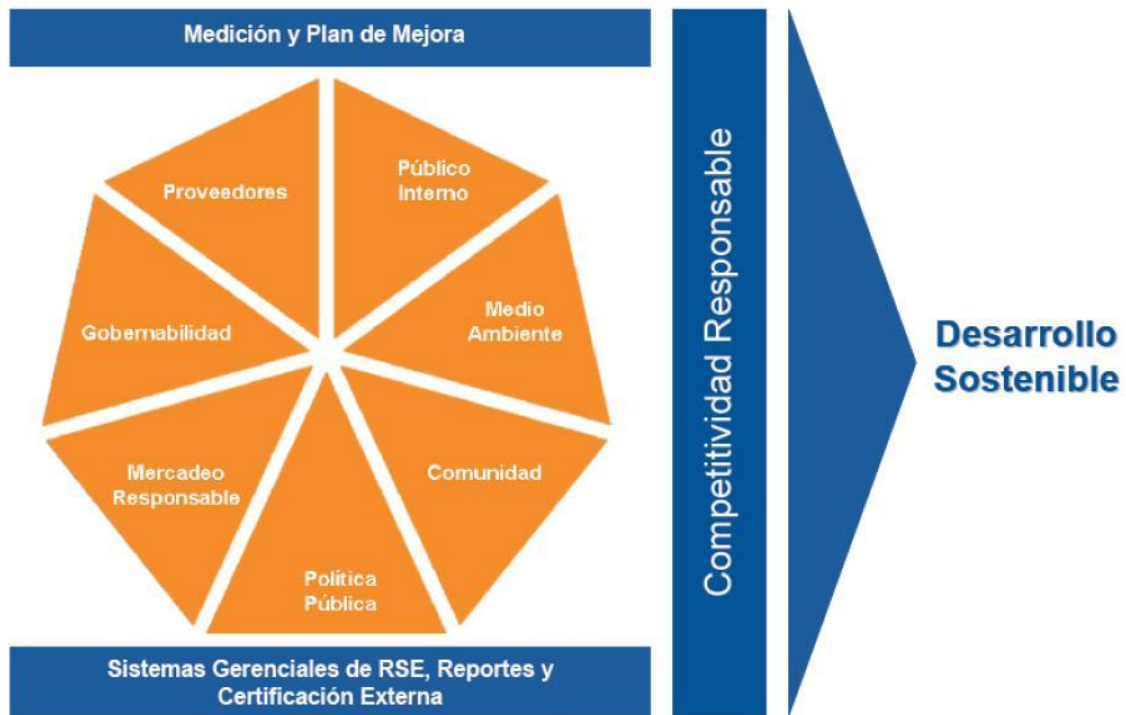 Medición y Plan de Mejora
Proveedores
Público
Interno
Gobernabilidad
Medio
Ambiente
Mercadeo
Responsable
Comunidad
Política
Pública
Sistemas Gerenciales de RSE, Reportes y
Certificación Externa
Competitividad Responsable
Desarrollo
Sostenible